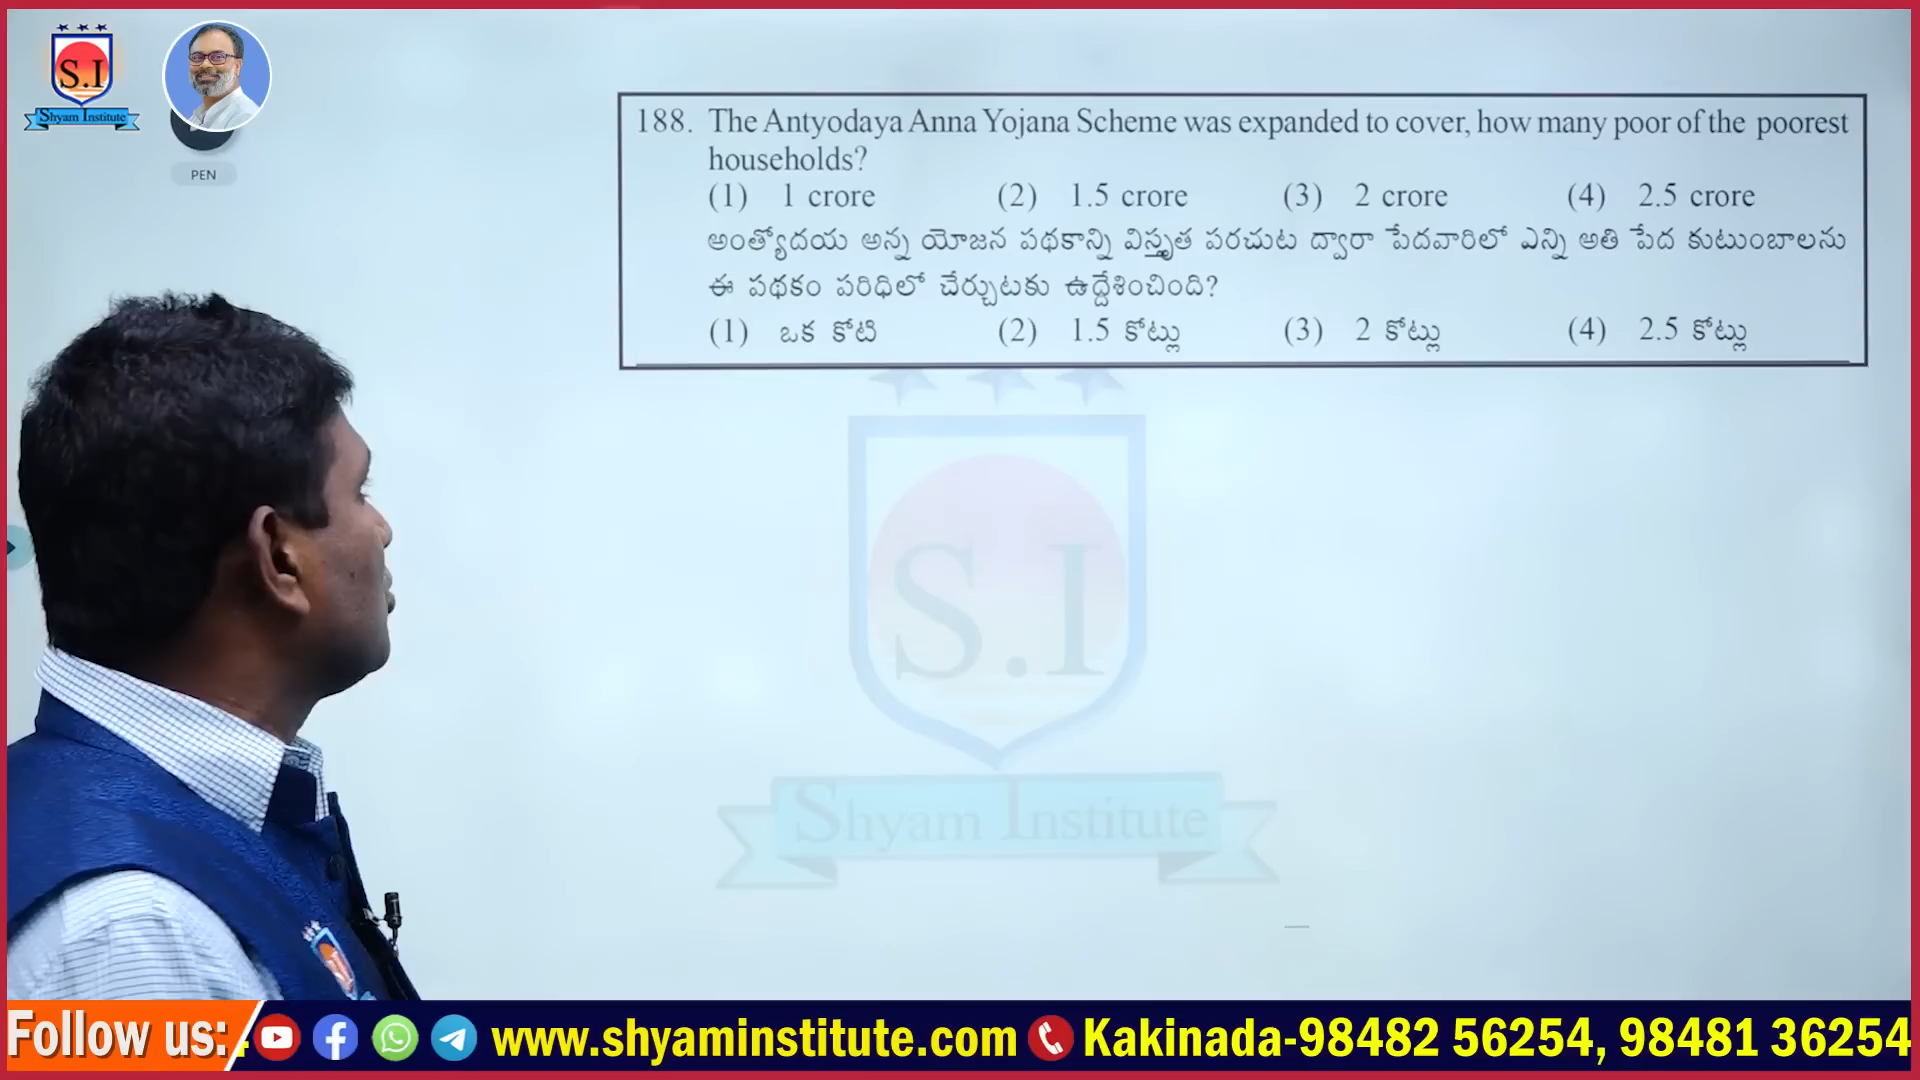 S.I
Shyam Institute
PEN
188. The Antyodaya Anna Yojana Scheme was expanded to cover, how many poor of the poorest
households?
(1) 1 crore (2) 1.5 crore (3) 2 crore (4) 2.5 crore
అంత్యోదయ అన్న యోజన పథకాన్ని విస్తృత పరచుట ద్వారా పేదవారిలో ఎన్ని అతి పేద కుటుంబాలను
ఈ పథకం పరిధిలో చేర్చుటకు ఉద్దేశించింది?
(1) ఒక కోటి (2) 1.5 కోట్లు (3) 2 కోట్లు (4) 2.5 కోట్లు
S.I
Shyam Institute
Follow us: www.shyaminstitute.com Kakinada-98482 56254, 98481 36254